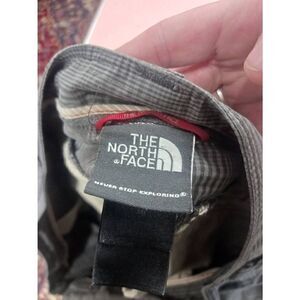 THE
NORTH
FACE
®
NEVER STOP EXPLORING®